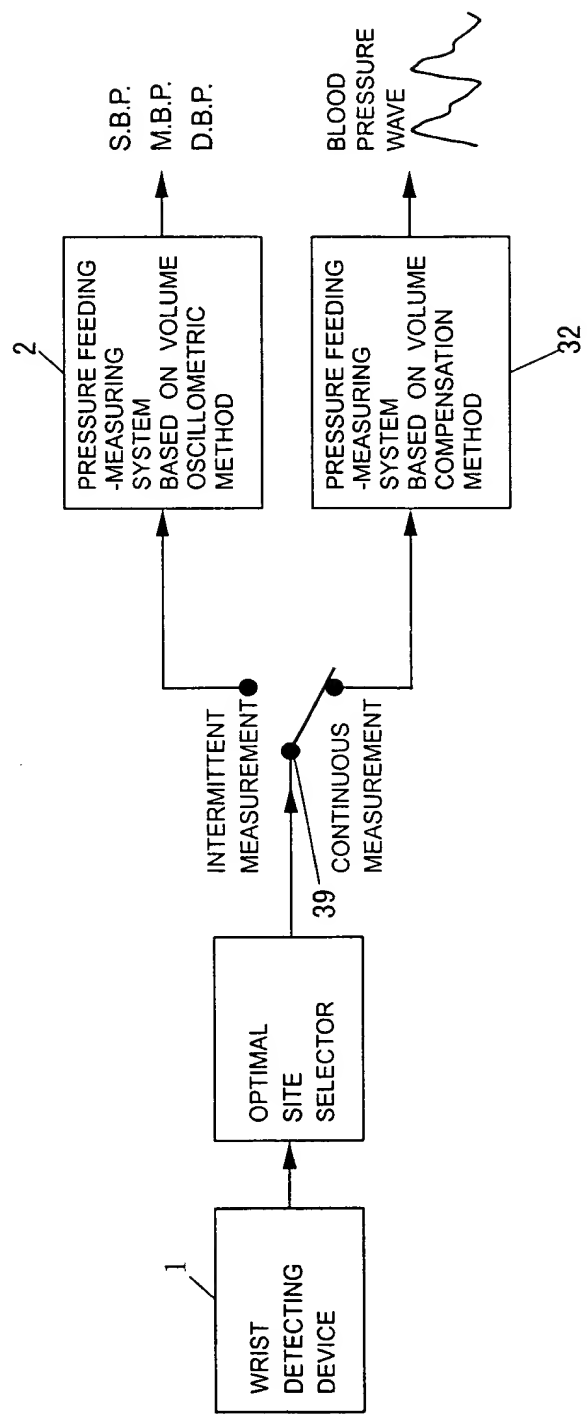 1
WRIST
DETECTING
DEVICE
OPTIMAL
SITE
SELECTOR
INTERMITTENT
MEASUREMENT
39
CONTINUOUS
MEASUREMENT
2
PRESSURE FEEDING
-MEASURING
SYSTEM
BASED ON VOLUME
OSCILLOMETRIC
METHOD
S.B.P.
M.B.P.
D.B.P.
PRESSURE FEEDING
-MEASURING
SYSTEM
BASED ON VOLUME
COMPENSATION
METHOD
32
BLOOD
PRESSURE
WAVE